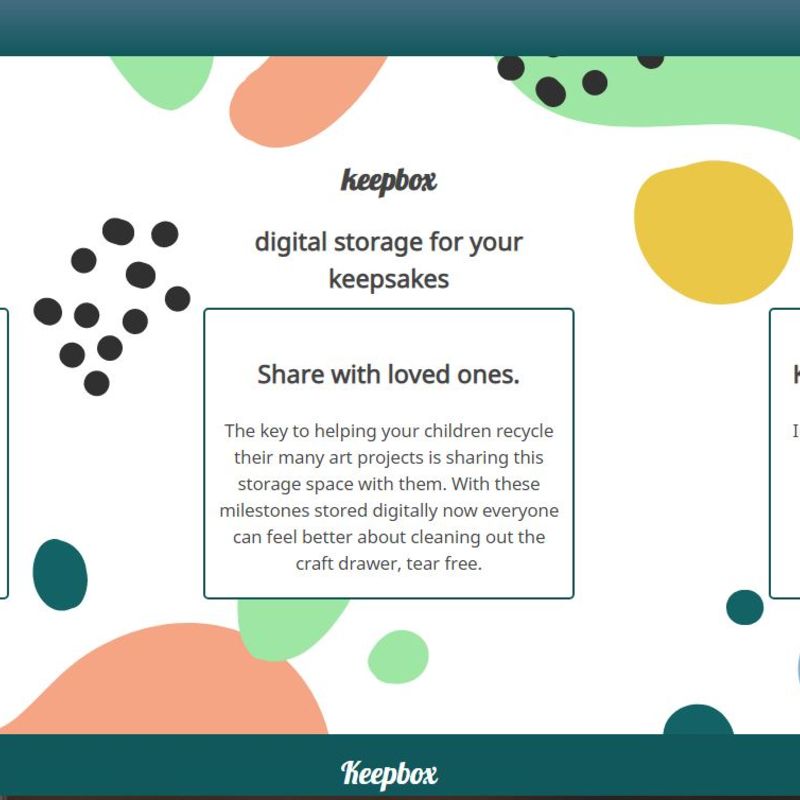 keepbox
digital storage for your
keepsakes
Share with loved ones.
The key to helping your children recycle
their many art projects is sharing this
storage space with them. With these
milestones stored digitally now everyone
can feel better about cleaning out the
craft drawer, tear free.
Keepbox